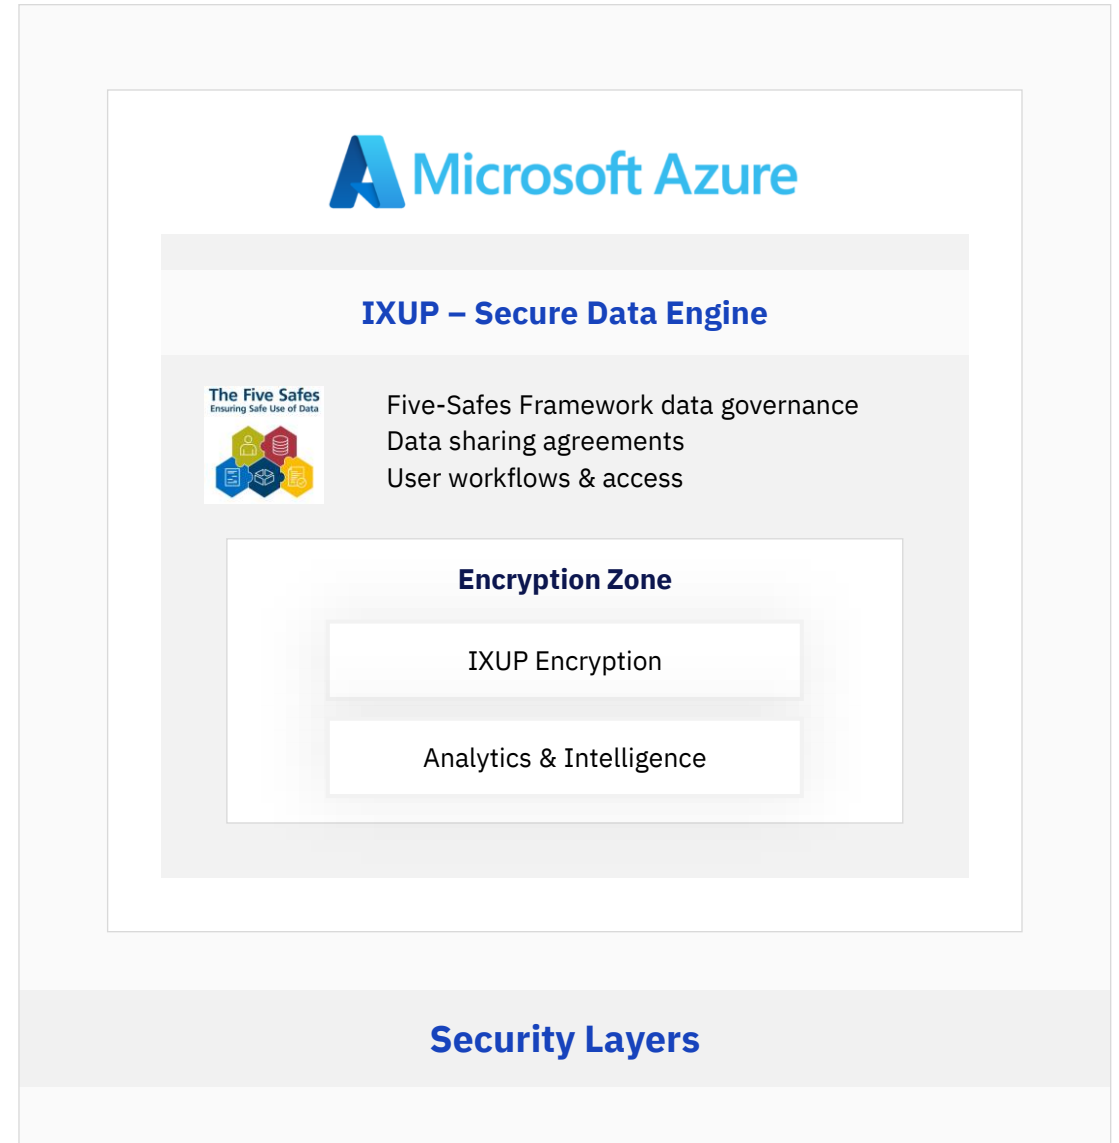 Microsoft Azure
IXUP – Secure Data Engine
The Five Safes
Ensuring Safe Use of Data
Five-Safes Framework data governance
Data sharing agreements
User workflows & access
Encryption Zone
IXUP Encryption
Analytics & Intelligence
Security Layers